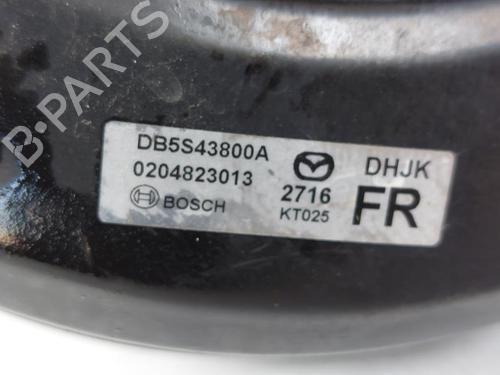 B-PARTS
DB5S43800A DHJK
0204823013 2716 FR
BOSCH KT025